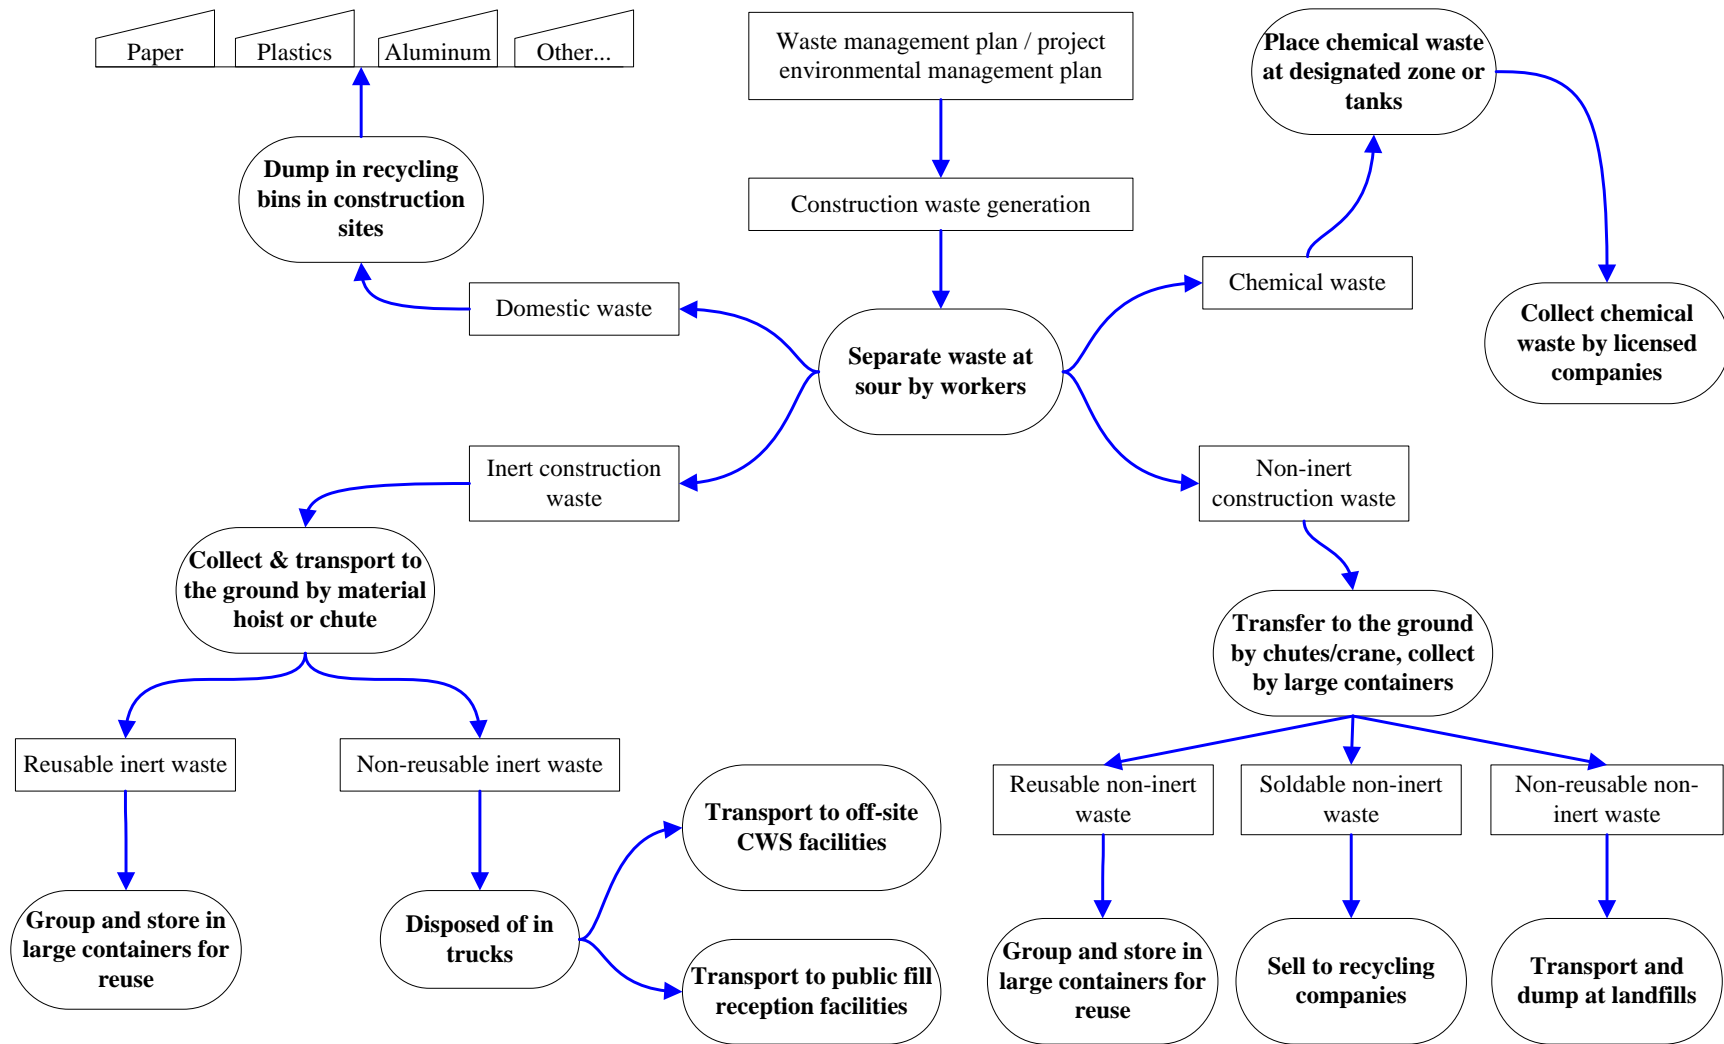 Paper
Plastics
Aluminum
Other...
Waste management plan / project
environmental management plan
Place chemical waste
at designated zone or
tanks
Dump in recycling
bins in construction
sites
Construction waste generation
Chemical waste
Domestic waste
Separate waste at
sour by workers
Collect chemical
waste by licensed
companies
Inert construction
waste
Non-inert
construction waste
Collect & transport to
the ground by material
hoist or chute
Transfer to the ground
by chutes/crane, collect
by large containers
Reusable inert waste
Non-reusable inert waste
Transport to off-site
CWS facilities
Reusable non-inert
waste
Soldable non-inert
waste
Non-reusable non-
inert waste
Group and store in
large containers for
reuse
Disposed of in
trucks
Transport to public fill
reception facilities
Group and store in
large containers for
reuse
Sell to recycling
companies
Transport and
dump at landfills